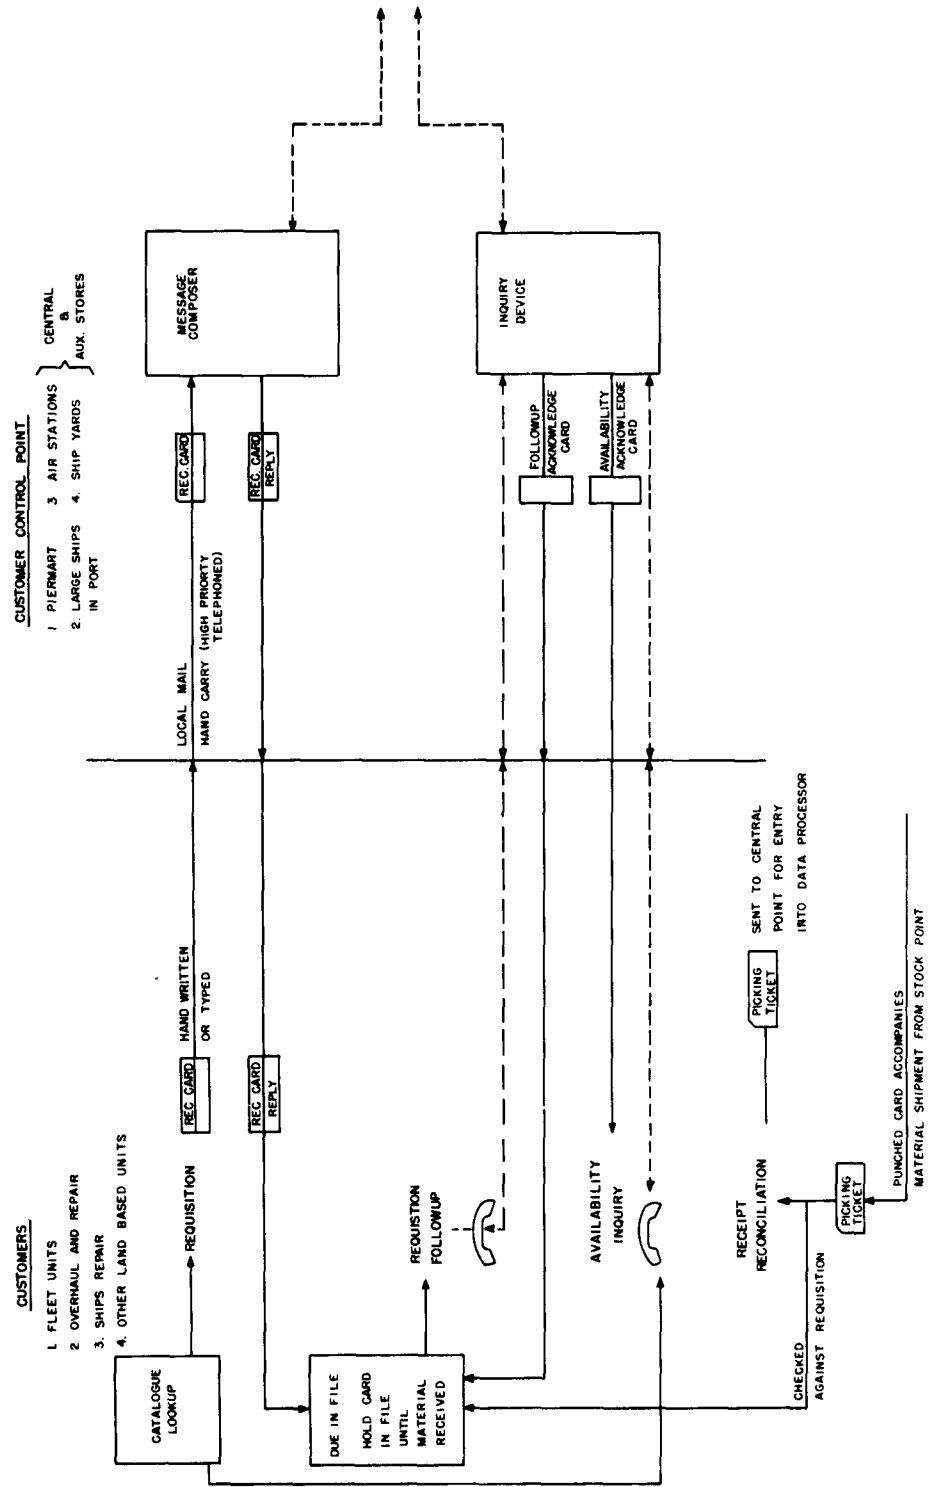 CUSTOMERS
1. FLEET UNITS
2 OVERHAUL AND REPAIR
3. SHIPS REPAIR
4. OTHER LAND BASED UNITS
CUSTOMER CONTROL POINT
1 PIERMART 3 AIR STATIONS
2. LARGE SHIPS 4. SHIP YARDS
IN PORT
CENTRAL
&
AUX. STORES
CATALOGUE
LOOKUP
REQUISITION
REC CARD
HAND WRITTEN
OR TYPED
LOCAL MAIL
HAND CARRY (HIGH PRIORTY
TELEPHONED)
REC. CARD
MESSAGE
COMPOSER
REC CARD
REPLY
REC. CARD
REPLY
DUE IN FILE
HOLD CARD
IN FILE
UNTIL
MATERIAL
RECEIVED
REQUISTION
FOLLOWUP
INQUIRY
DEVICE
FOLLOWUP
ACKNOWLEDGE
CARD
AVAILABILITY
ACKNOWLEDGE
CARD
AVAILABILITY
INQUIRY
RECEIPT
RECONCILIATION
PICKING
TICKET
SENT TO CENTRAL
POINT FOR ENTRY
INTO DATA PROCESSOR
CHECKED
AGAINST REQUISITION
PICKING
TICKET
PUNCHED CARD ACCOMPANIES
MATERIAL SHIPMENT FROM STOCK POINT